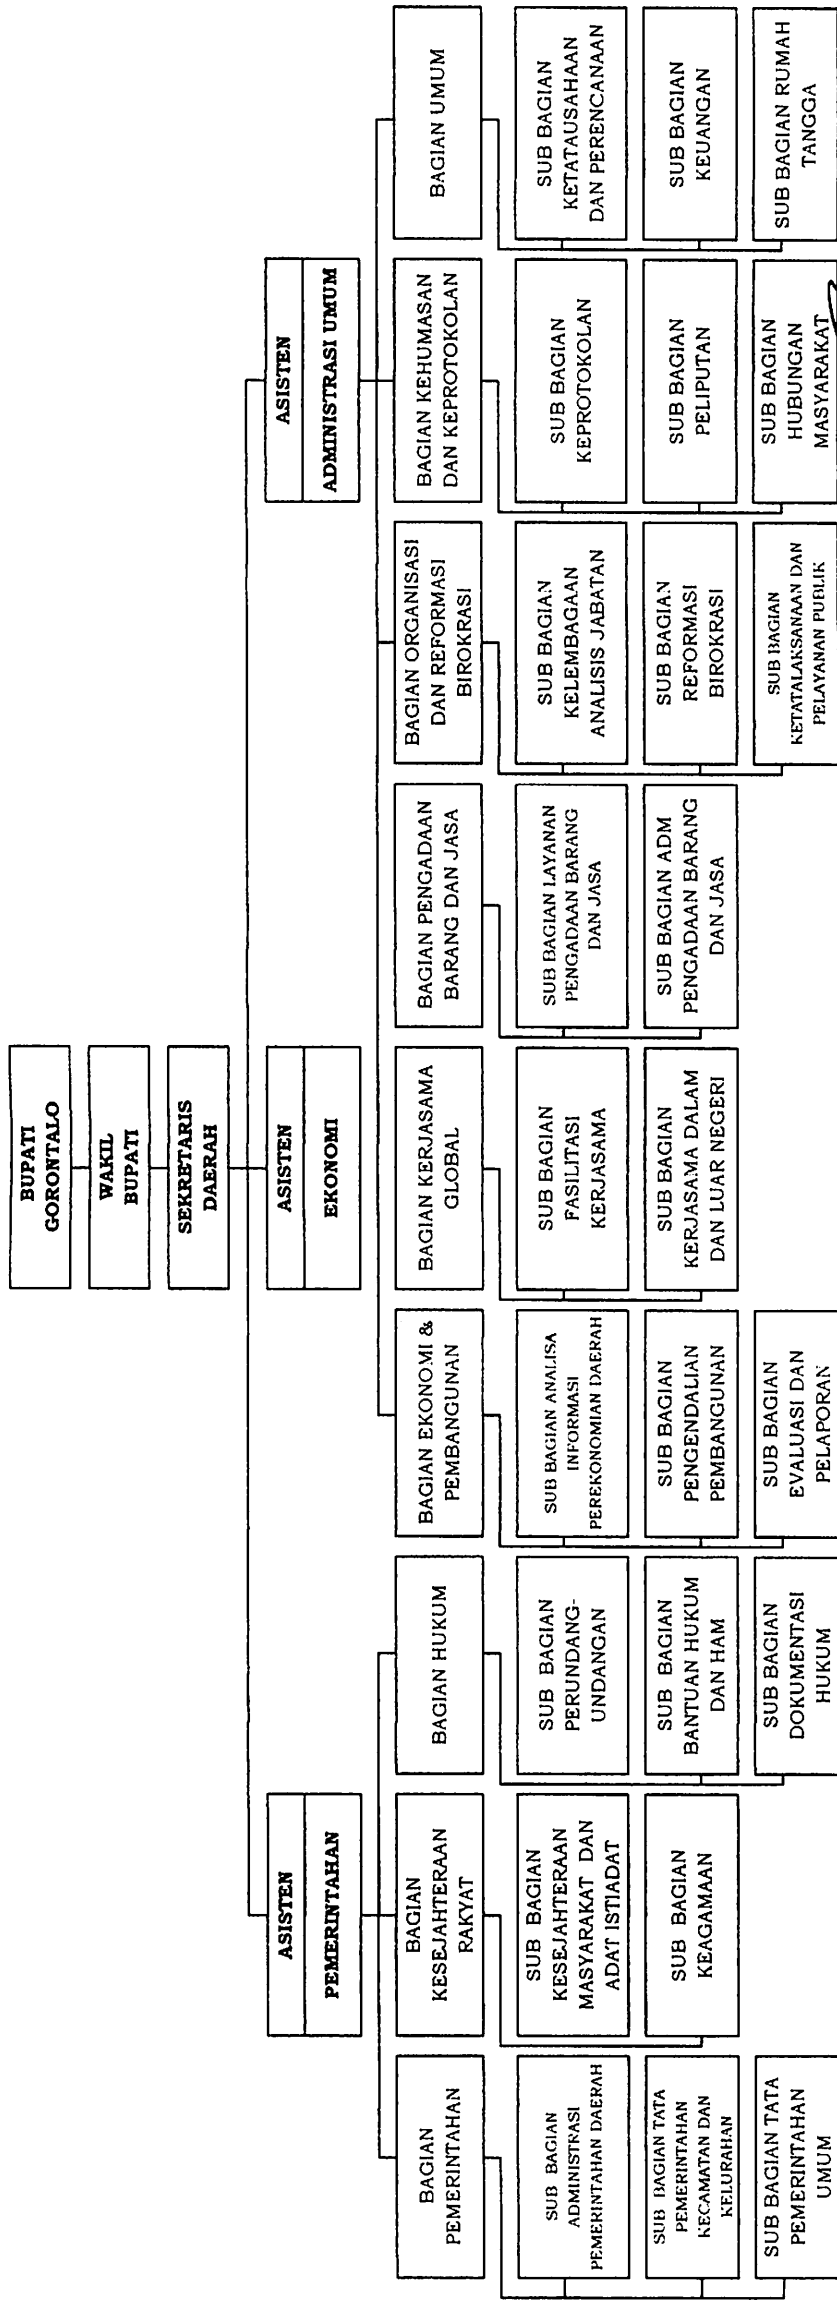 BUPATI
GORONTALO
WAKIL
BUPATI
SEKRETARIS
DAERAH
ASISTEN
PEMERINTAHAN
ASISTEN
EKONOMI
ASISTEN
ADMINISTRASI UMUM
BAGIAN
PEMERINTAHAN
BAGIAN
KESEJAHTERAAN
RAKYAT
BAGIAN HUKUM
BAGIAN EKONOMI &
PEMBANGUNAN
BAGIAN KERJASAMA
GLOBAL
BAGIAN PENGADAAN
BARANG DAN JASA
BAGIAN ORGANISASI
DAN REFORMASI
BIROKRASI
BAGIAN KEHUMASAN
DAN KEPROTOKOLAN
BAGIAN UMUM
SUB BAGIAN
ADMINISTRASI
PEMERINTAHAN DAERAH
SUB BAGIAN
KESEJAHTERAAN
MASYARAKAT DAN
ADAT ISTIADAT
SUB BAGIAN
PERUNDANG-
UNDANGAN
SUB BAGIAN ANALISA
INFORMASI
PEREKONOMIAN DAERAH
SUB BAGIAN
FASILITASI
KERJASAMA
SUB BAGIAN LAYANAN
PENGADAAN BARANG
DAN JASA
SUB BAGIAN
KELEMBAGAAN
ANALISIS JABATAN
SUB BAGIAN
KEPROTOKOLAN
SUB BAGIAN
KETATAUSAHAAN
DAN PERENCANAAN
SUB BAGIAN TATA
PEMERINTAHAN
KECAMATAN DAN
KELURAHAN
SUB BAGIAN
KEAGAMAAN
SUB BAGIAN
BANTUAN HUKUM
DAN HAM
SUB BAGIAN
PENGENDALIAN
PEMBANGUNAN
SUB BAGIAN
KERJASAMA DALAM
DAN LUAR NEGERI
SUB BAGIAN ADM
PENGADAAN BARANG
DAN JASA
SUB BAGIAN
REFORMASI
BIROKRASI
SUB BAGIAN
PELIPUTAN
SUB BAGIAN
KEUANGAN
SUB BAGIAN TATA
PEMERINTAHAN
UMUM
SUB BAGIAN
DOKUMENTASI
HUKUM
SUB BAGIAN
EVALUASI DAN
PELAPORAN
SUB BAGIAN
KETATALAKSANAAN DAN
PELAYANAN PUBLIK
SUB BAGIAN
HUBUNGAN
MASYARAKAT
SUB BAGIAN RUMAH
TANGGA